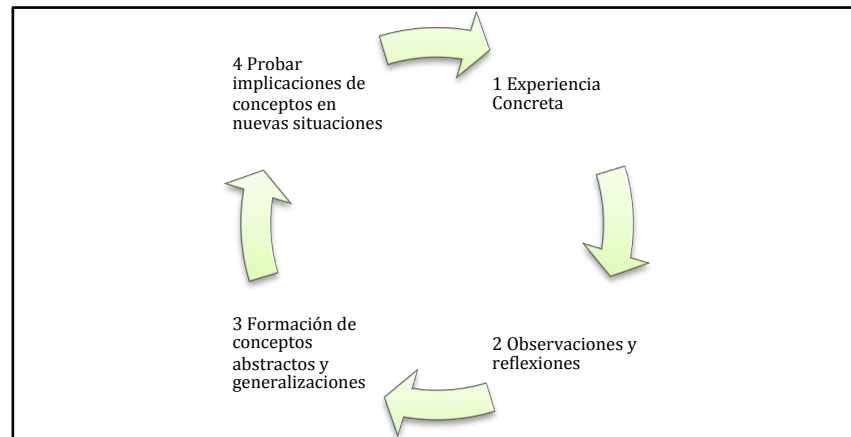 4 Probar
implicaciones de
conceptos en
nuevas situaciones
1 Experiencia
Concreta
3 Formación de
conceptos
abstractos y
generalizaciones
2 Observaciones y
reflexiones